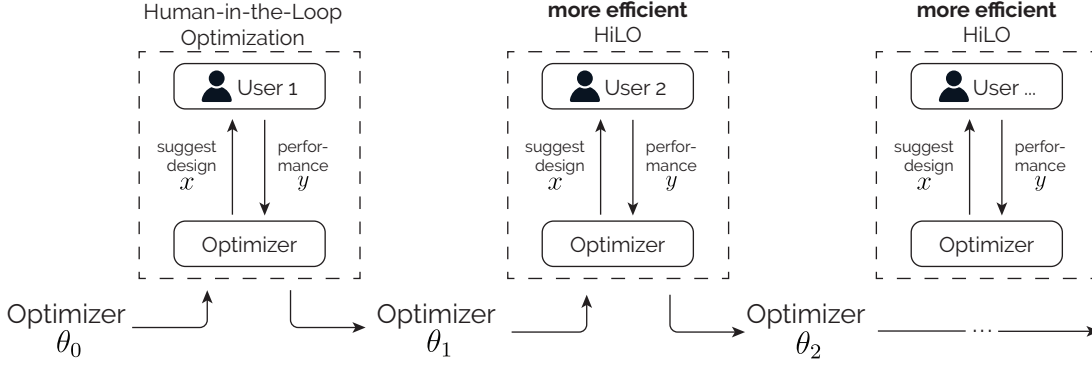 Human-in-the-Loop
Optimization
User 1
suggest
design
x
perfor-
mance
y
Optimizer
more efficient
HiLO
User 2
suggest
design
x
perfor-
mance
y
Optimizer
more efficient
HiLO
User ...
suggest
design
x
perfor-
mance
y
Optimizer
Optimizer
θ₀
Optimizer
θ₁
Optimizer
θ₂
...